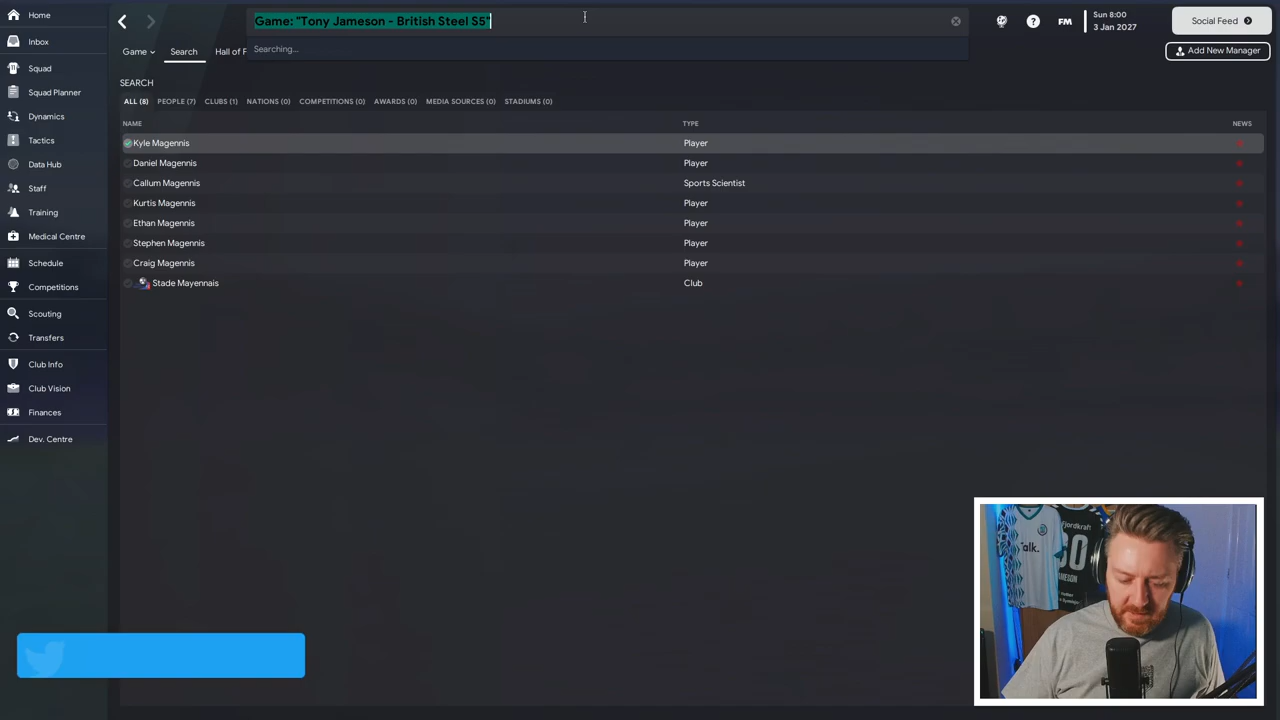 Home
Inbox
Squad
Squad Planner
Dynamics
Tactics
Data Hub
Staff
Training
Medical Centre
Schedule
Competitions
Scouting
Transfers
Club Info
Club Vision
Finances
Dev. Centre
Game: "Tony Jameson - British Steel S5"
Searching...
FM
Sun 8:00
3 Jan 2027
Social Feed
Game
Search
Hall of F
Add New Manager
SEARCH
ALL (8) PEOPLE (7) CLUBS (1) NATIONS (0) COMPETITIONS (0) AWARDS (0) MEDIA SOURCES (0) STADIUMS (0)
NAME TYPE NEWS
Kyle Magennis Player
Daniel Magennis Player
Callum Magennis Sports Scientist
Kurtis Magennis Player
Ethan Magennis Player
Stephen Magennis Player
Craig Magennis Player
Stade Mayennais Club
Talk.
Fjordkraft
JAMESON